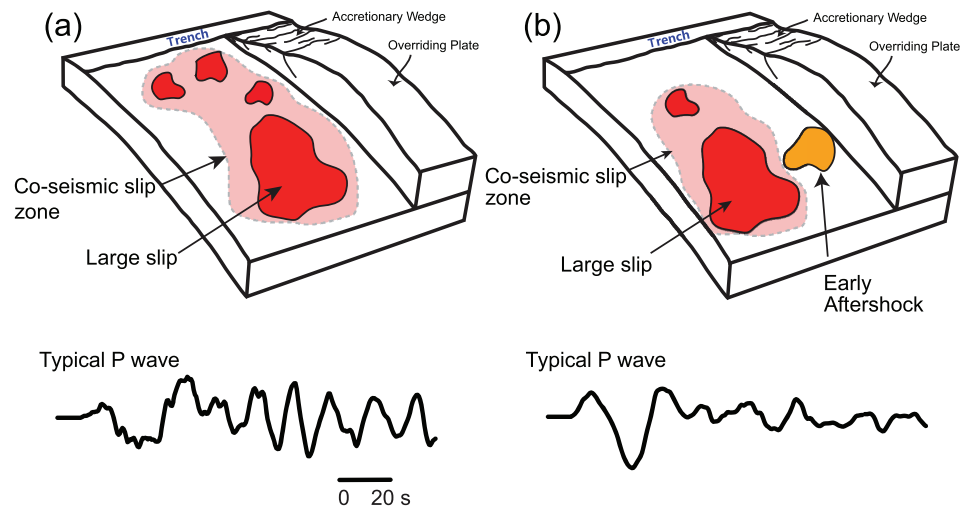 (a)
Trench
Accretionary Wedge
Overriding Plate
Co-seismic slip
zone
Large slip
Typical P wave
0 20 s
(b)
Trench
Accretionary Wedge
Overriding Plate
Co-seismic slip
zone
Large slip
Early
Aftershock
Typical P wave